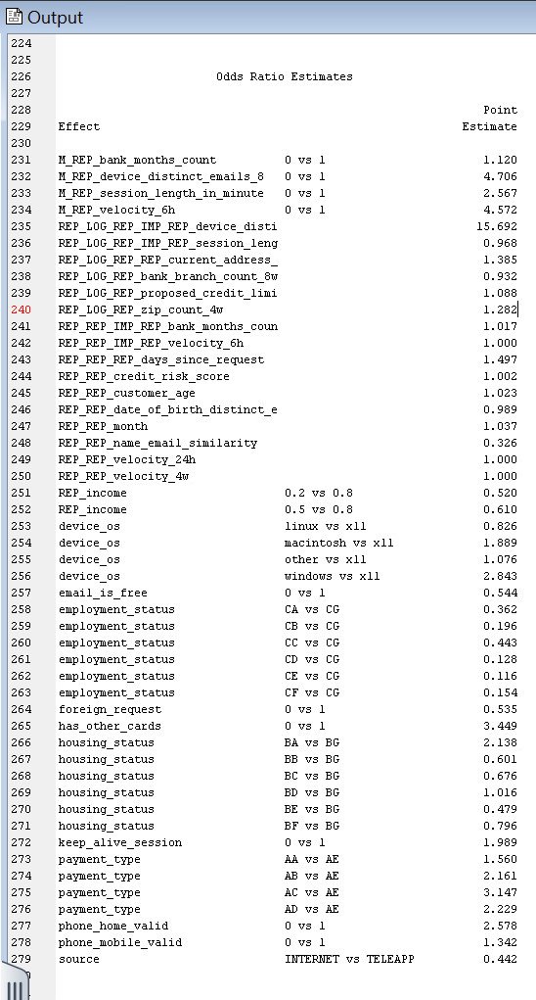 Output
224
225
226 Odds Ratio Estimates
227
228 Point
229 Effect Estimate
230
231 M_REP_bank_months_count 0 vs 1 1.120
232 M_REP_device_distinct_emails_8 0 vs 1 4.706
233 M_REP_session_length_in_minute 0 vs 1 2.567
234 M_REP_velocity_6h 0 vs 1 4.572
235 REP_LOG_REP_IMP_REP_device_disti 15.692
236 REP_LOG_REP_IMP_REP_session_leng 0.968
237 REP_LOG_REP_REP_current_address_ 1.385
238 REP_LOG_REP_bank_branch_count_8w 0.932
239 REP_LOG_REP_proposed_credit_limi 1.088
240 REP_LOG_REP_zip_count_4w 1.282
241 REP_REP_IMP_REP_bank_months_coun 1.017
242 REP_REP_IMP_REP_velocity_6h 1.000
243 REP_REP_REP_days_since_request 1.497
244 REP_REP_credit_risk_score 1.002
245 REP_REP_customer_age 1.023
246 REP_REP_date_of_birth_distinct_e 0.989
247 REP_REP_month 1.037
248 REP_REP_name_email_similarity 0.326
249 REP_REP_velocity_24h 1.000
250 REP_REP_velocity_4w 1.000
251 REP_income 0.2 vs 0.8 0.520
252 REP_income 0.5 vs 0.8 0.610
253 device_os linux vs x11 0.826
254 device_os macintosh vs x11 1.889
255 device_os other vs x11 1.076
256 device_os windows vs x11 2.843
257 email_is_free 0 vs 1 0.544
258 employment_status CA vs CG 0.362
259 employment_status CB vs CG 0.196
260 employment_status CC vs CG 0.443
261 employment_status CD vs CG 0.128
262 employment_status CE vs CG 0.116
263 employment_status CF vs CG 0.154
264 foreign_request 0 vs 1 0.535
265 has_other_cards 0 vs 1 3.449
266 housing_status BA vs BG 2.138
267 housing_status BB vs BG 0.601
268 housing_status BC vs BG 0.676
269 housing_status BD vs BG 1.016
270 housing_status BE vs BG 0.479
271 housing_status BF vs BG 0.796
272 keep_alive_session 0 vs 1 1.989
273 payment_type AA vs AE 1.560
274 payment_type AB vs AE 2.161
275 payment_type AC vs AE 3.147
276 payment_type AD vs AE 2.229
277 phone_home_valid 0 vs 1 2.578
278 phone_mobile_valid 0 vs 1 1.342
279 source INTERNET vs TELEAPP 0.442